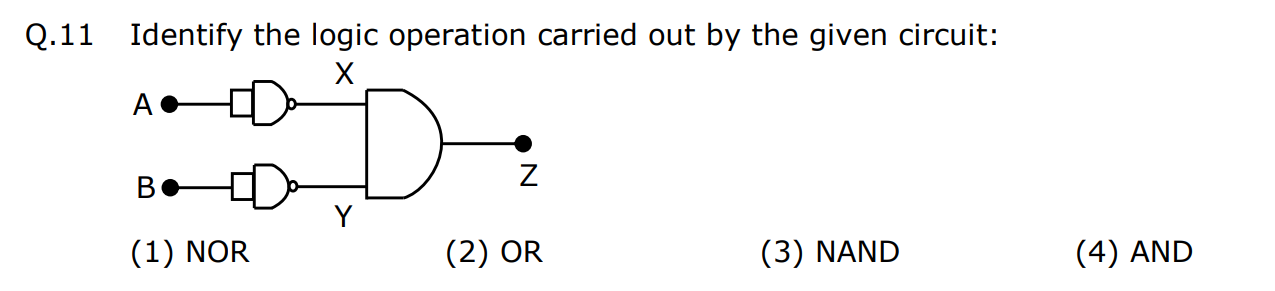 Q.11 Identify the logic operation carried out by the given circuit:
X
A
B
Z
Y
(1) NOR (2) OR (3) NAND (4) AND